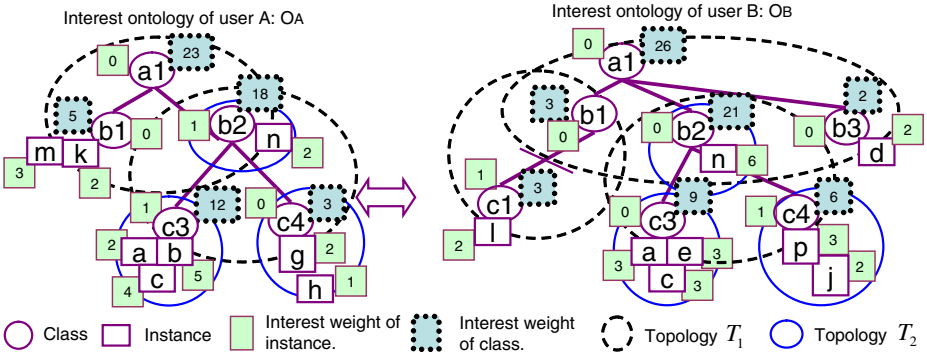 Interest ontology of user A: OA
Interest ontology of user B: OB
0 a1 23
5 b1 0
m k
3 2
1 b2 18
n 2
1 c3 12
2 a b
c
4 5
0 c4 3
g 2
h 1
0 a1 26
3 b1
0
1 c1 3
l
2
0 b2 21
n 6
0 b3 2
d 2
0 c3 9
a e
3 c 3
3
1 c4 6
p 3
j 2
Class
Instance
Interest weight of
instance.
Interest weight
of class.
Topology T1
Topology T2